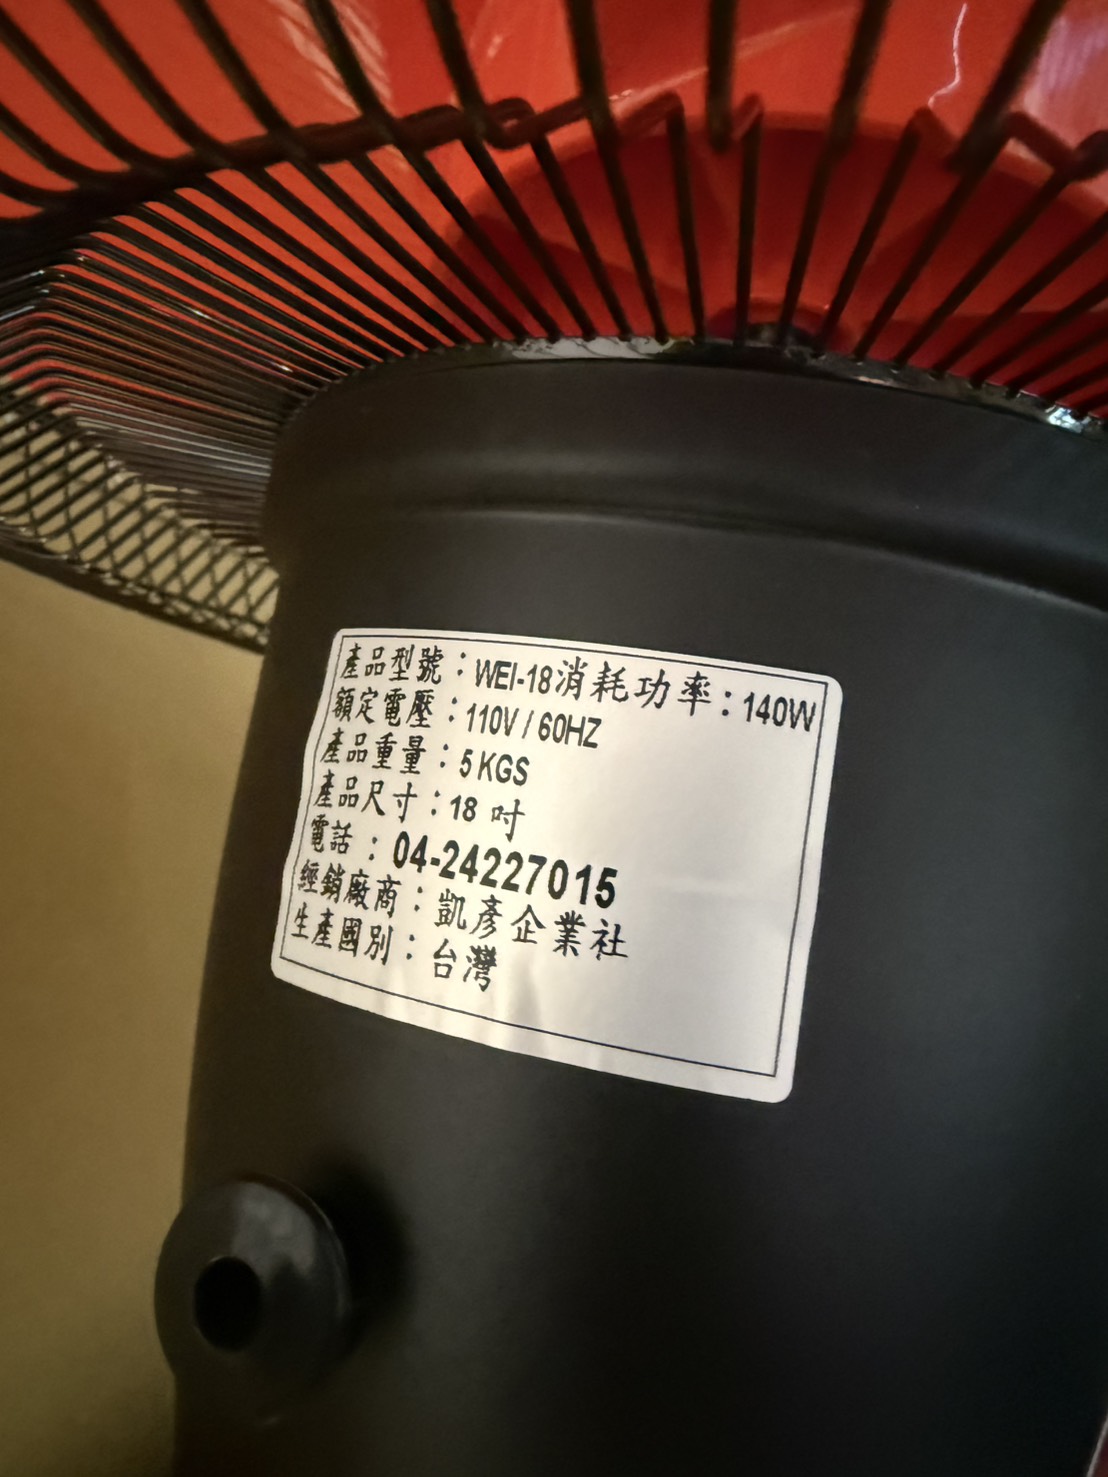 產品型號：WEI-18消耗功率：140W
額定電壓：110V / 60HZ
產品重量：5 KGS
產品尺寸：18 吋
電話：04-24227015
經銷廠商：凱彥企業社
生產國別：台灣